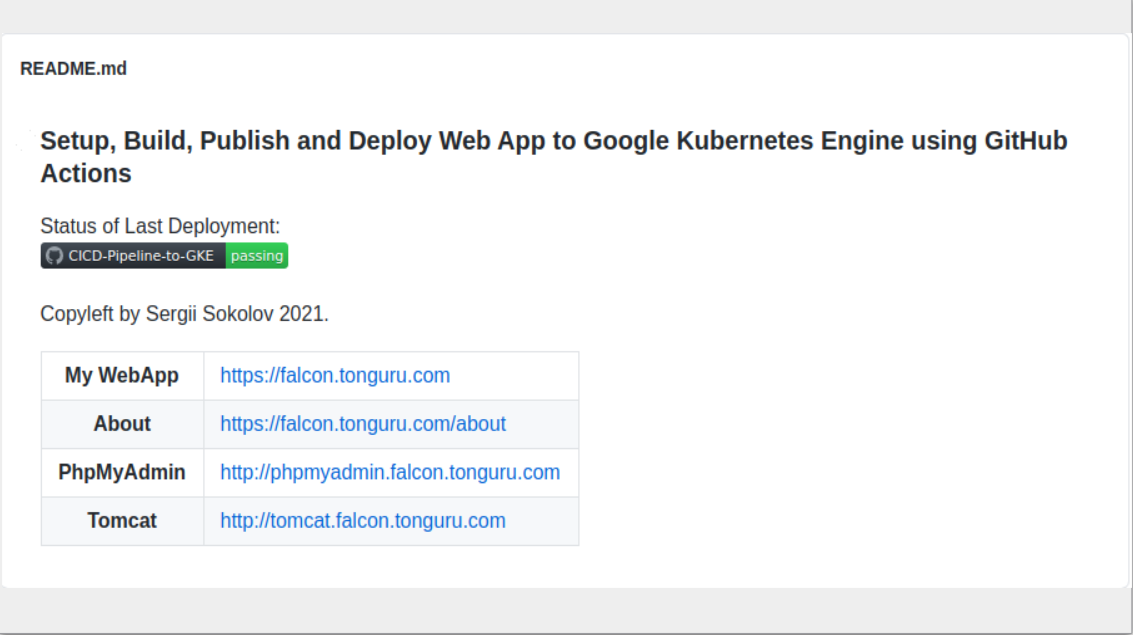 README.md
Setup, Build, Publish and Deploy Web App to Google Kubernetes Engine using GitHub
Actions
Status of Last Deployment:
CICD-Pipeline-to-GKE passing
Copyleft by Sergii Sokolov 2021.
My WebApp https://falcon.tonguru.com
About https://falcon.tonguru.com/about
PhpMyAdmin http://phpmyadmin.falcon.tonguru.com
Tomcat http://tomcat.falcon.tonguru.com